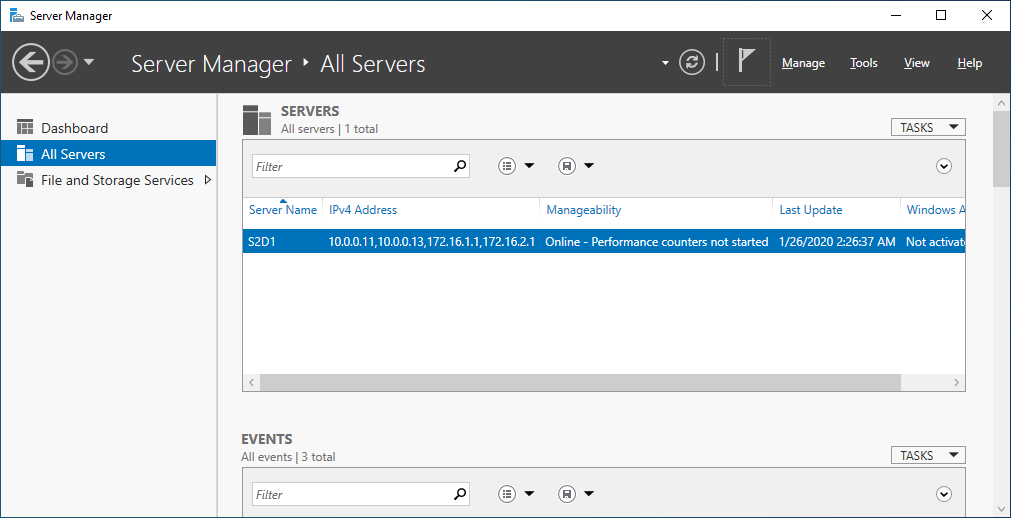 Server Manager
Server Manager All Servers
Manage Tools View Help
Dashboard
All Servers
File and Storage Services
SERVERS
All servers | 1 total
TASKS
Filter
Server Name IPv4 Address Manageability Last Update Windows A
S2D1 10.0.0.11,10.0.0.13,172.16.1.1,172.16.2.1 Online - Performance counters not started 1/26/2020 2:26:37 AM Not activate
EVENTS
All events | 3 total
TASKS
Filter